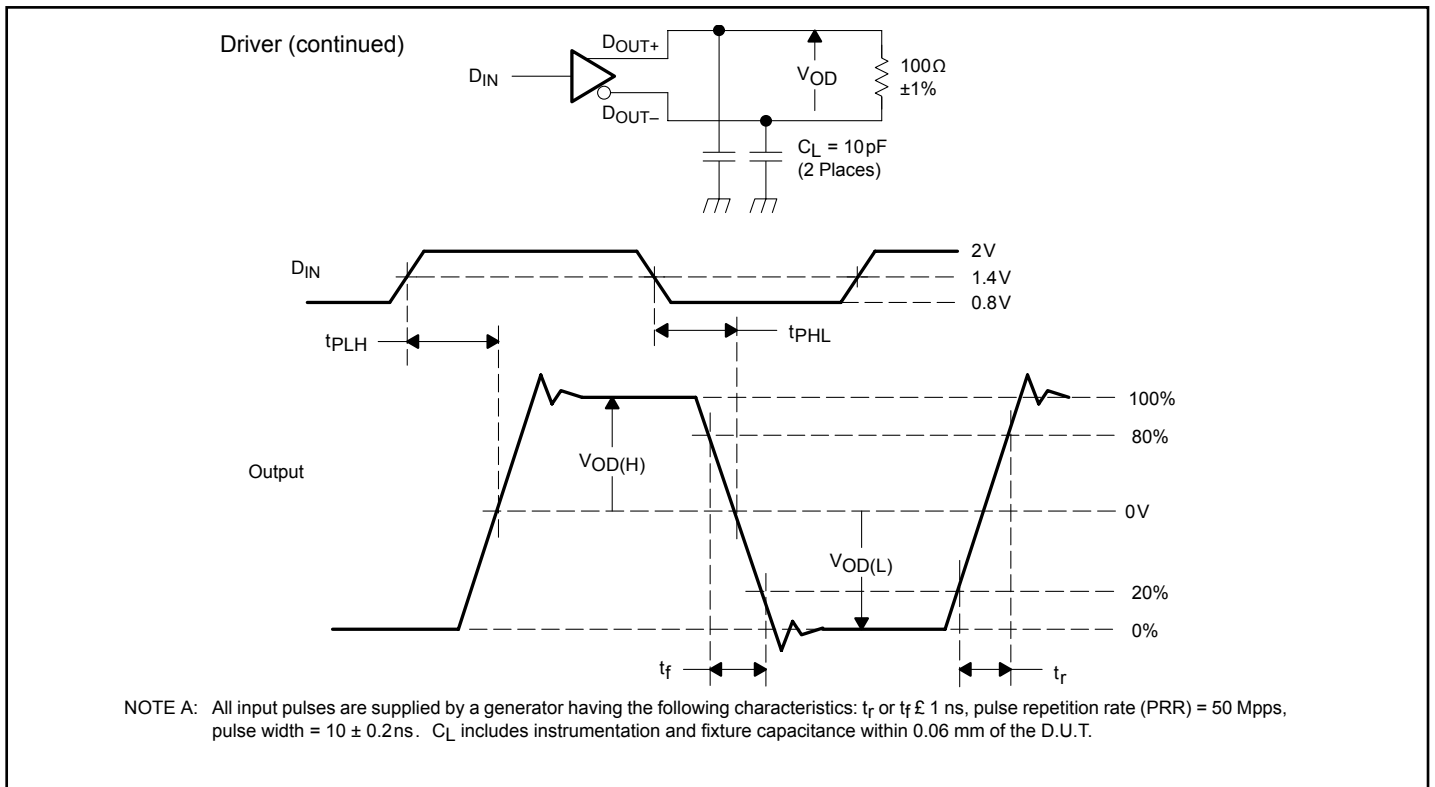 Driver (continued)
DOUT+
DIN
VOD
100Ω
±1%
DOUT–
CL = 10pF
(2 Places)
DIN
2V
1.4V
0.8V
tPLH
tPHL
100%
80%
VOD(H)
Output
0V
VOD(L)
20%
0%
tf
tr
NOTE A: All input pulses are supplied by a generator having the following characteristics: tr or tf £ 1 ns, pulse repetition rate (PRR) = 50 Mpps,
pulse width = 10 ± 0.2ns. CL includes instrumentation and fixture capacitance within 0.06 mm of the D.U.T.